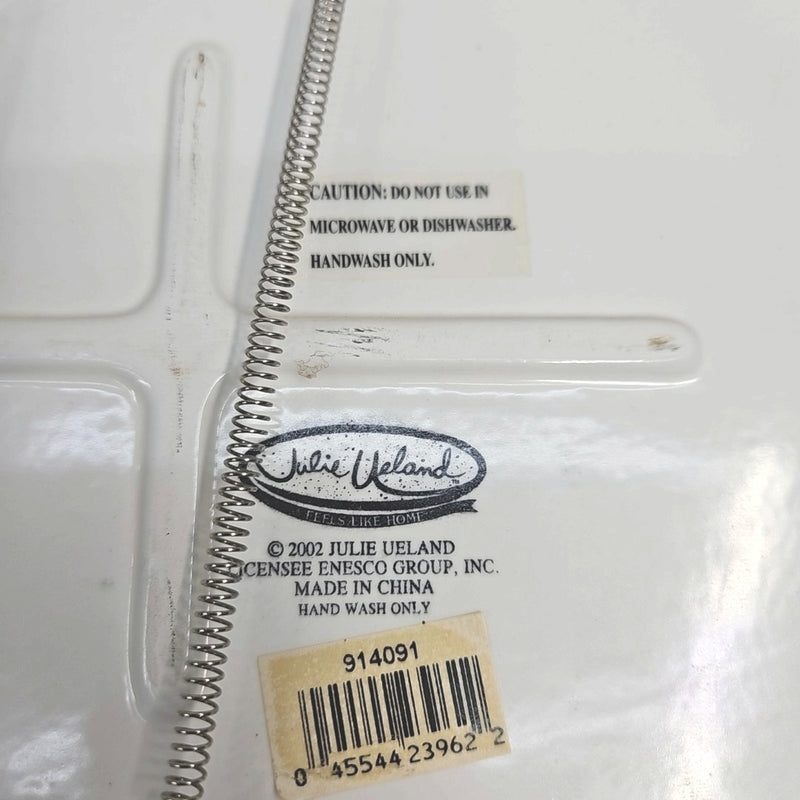 CAUTION: DO NOT USE IN
MICROWAVE OR DISHWASHER.
HANDWASH ONLY.
Julie Ueland
FEELS LIKE HOME
© 2002 JULIE UELAND
LICENSEE ENESCO GROUP, INC.
MADE IN CHINA
HAND WASH ONLY
914091
0 45544 23962 2